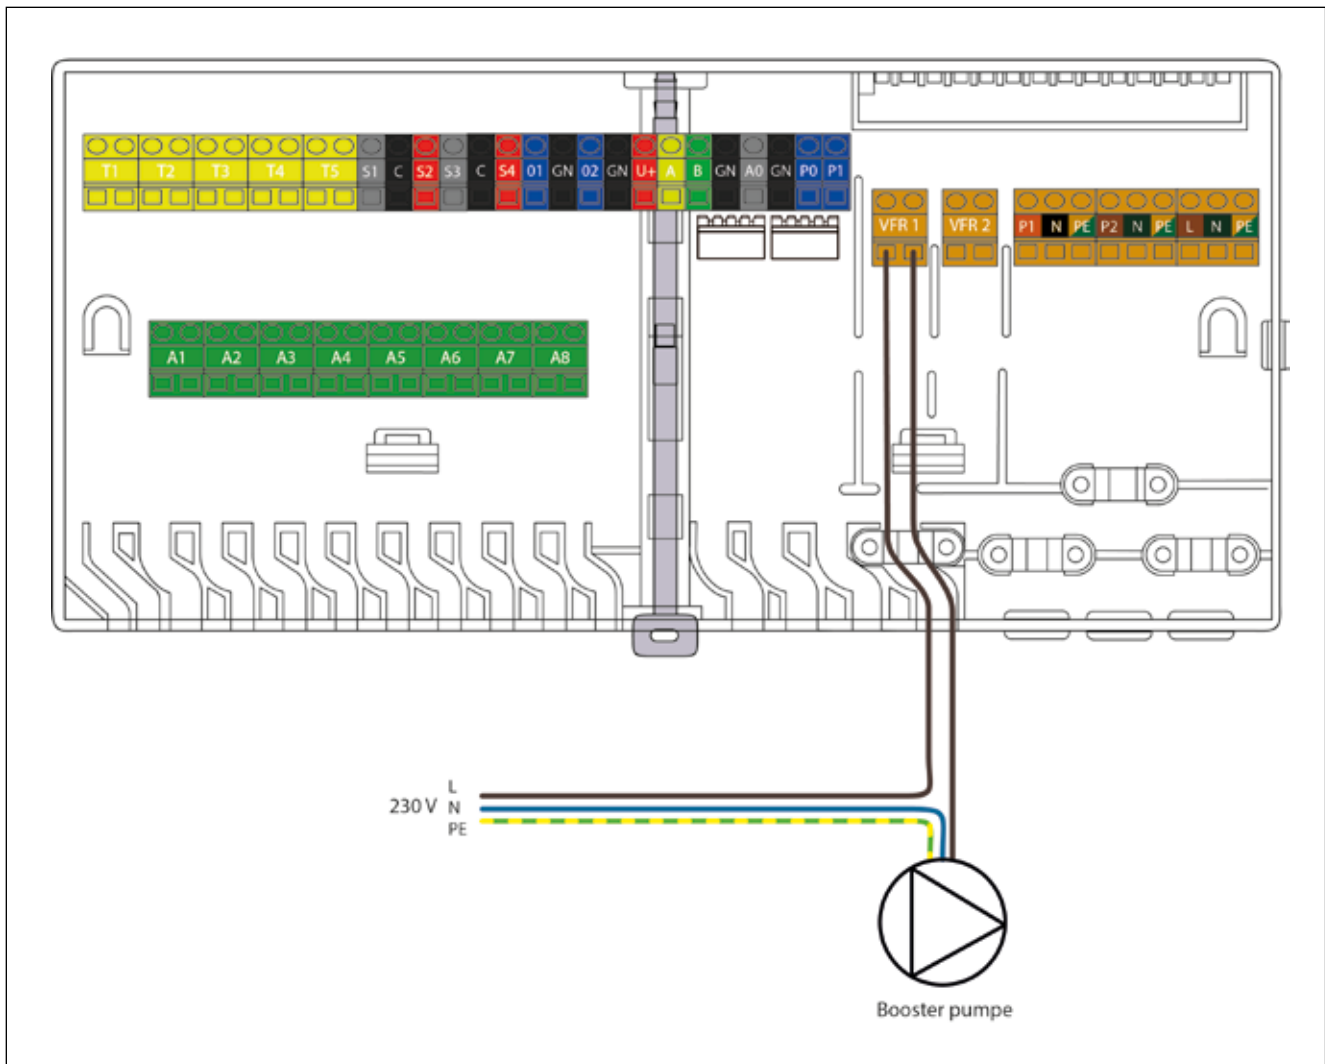 T1 T2 T3 T4 T5 S1 C S2 S3 C S4 01 GN 02 GN U+ A B GN A0 GN P0 P1
VFR 1 VFR 2 P1 N PE P2 N PE L N PE
A1 A2 A3 A4 A5 A6 A7 A8
L
230 V N
PE
Booster pumpe